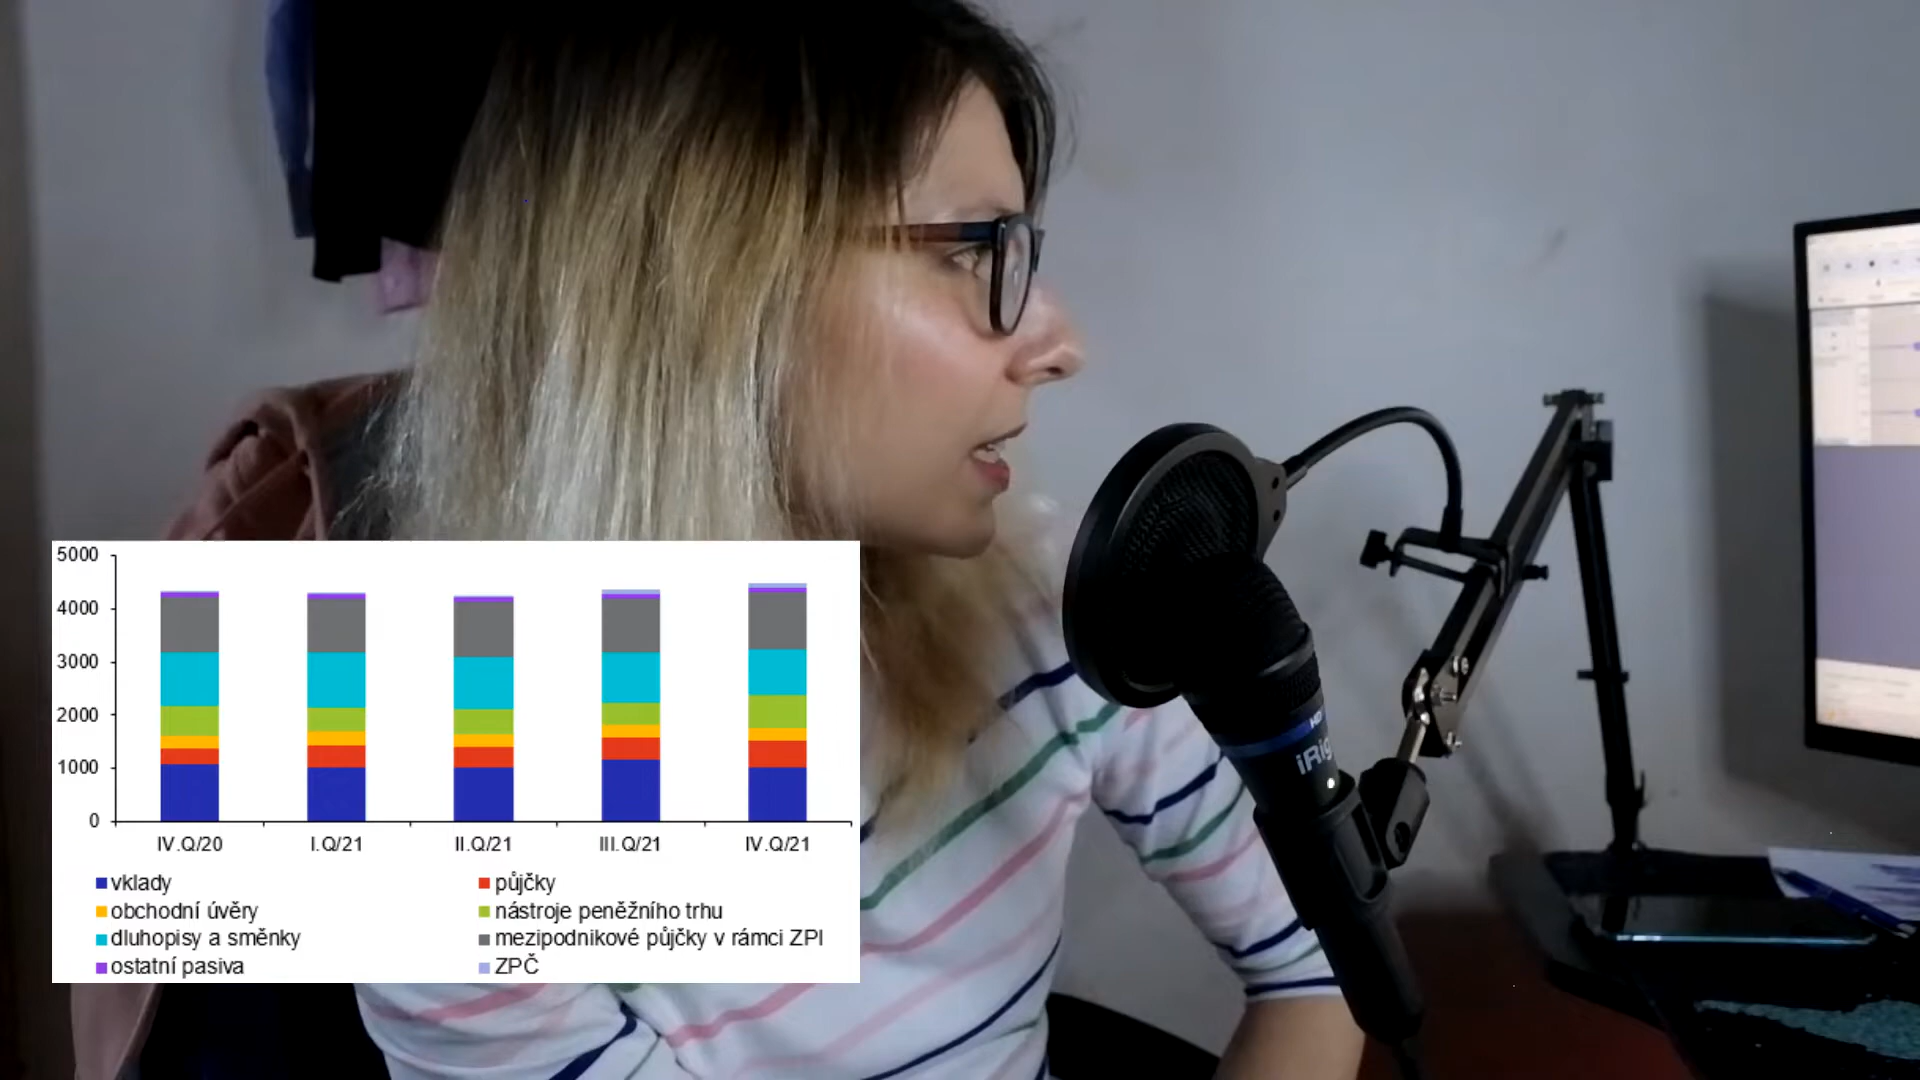 5000
4000
3000
2000
1000
0
IV.Q/20 I.Q/21 II.Q/21 III.Q/21 IV.Q/21
vklady půjčky
obchodní úvěry nástroje peněžního trhu
dluhopisy a směnky mezipodnikové půjčky v rámci ZPI
ostatní pasiva ZPČ
HD
iRig